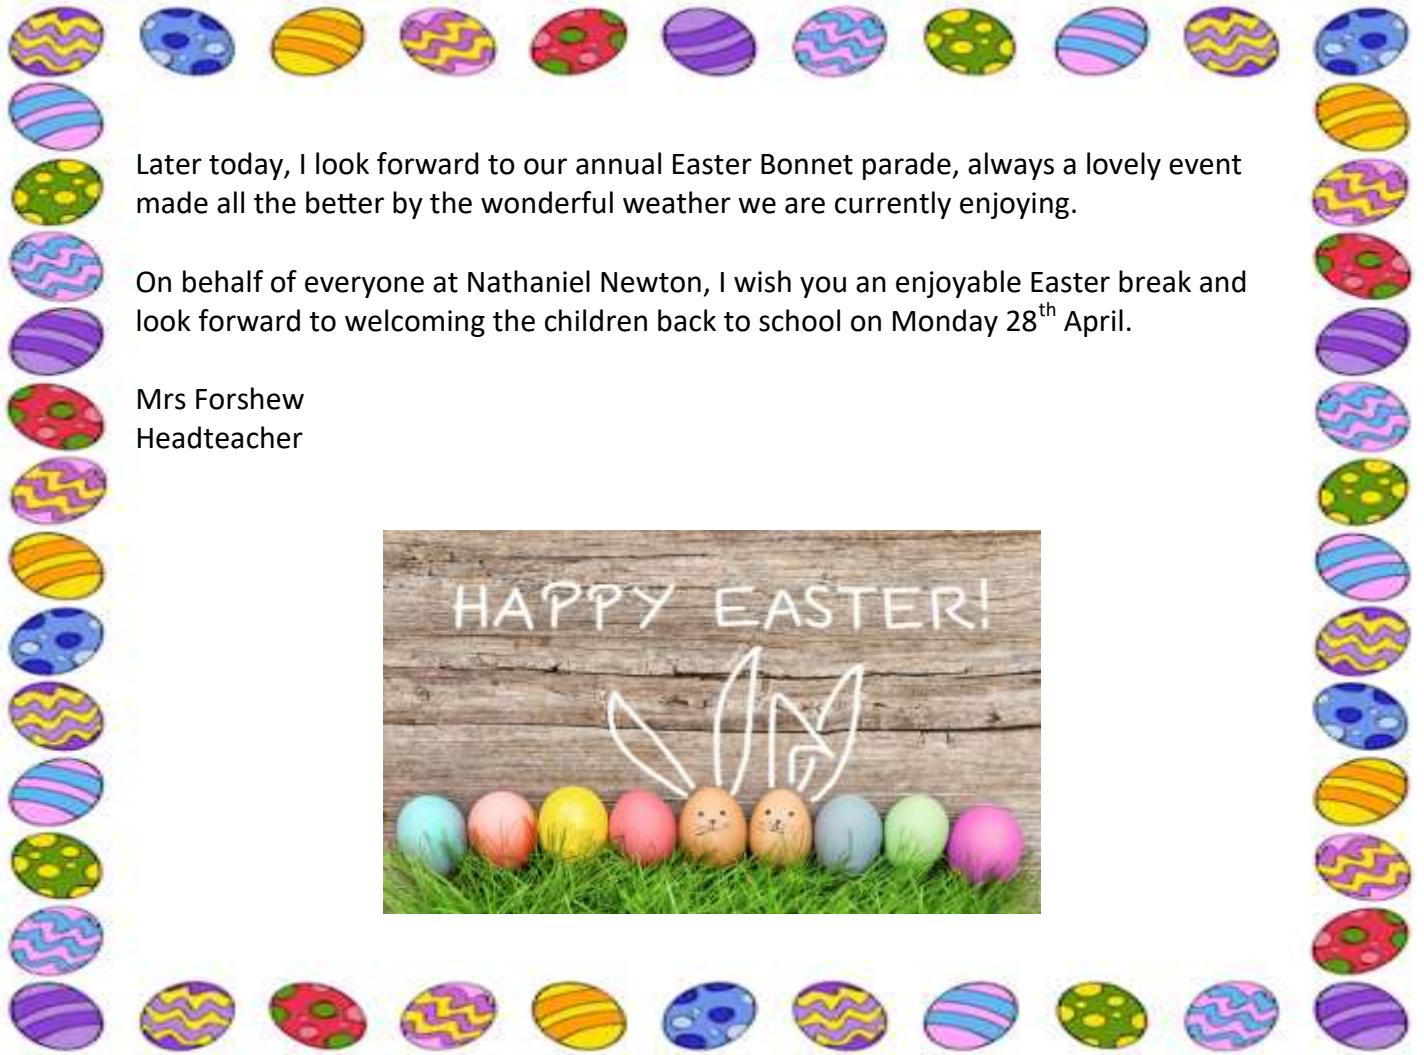 Later today, I look forward to our annual Easter Bonnet parade, always a lovely event
made all the better by the wonderful weather we are currently enjoying.
On behalf of everyone at Nathaniel Newton, I wish you an enjoyable Easter break and
look forward to welcoming the children back to school on Monday 28th April.
Mrs Forshew
Headteacher
HAPPY EASTER!